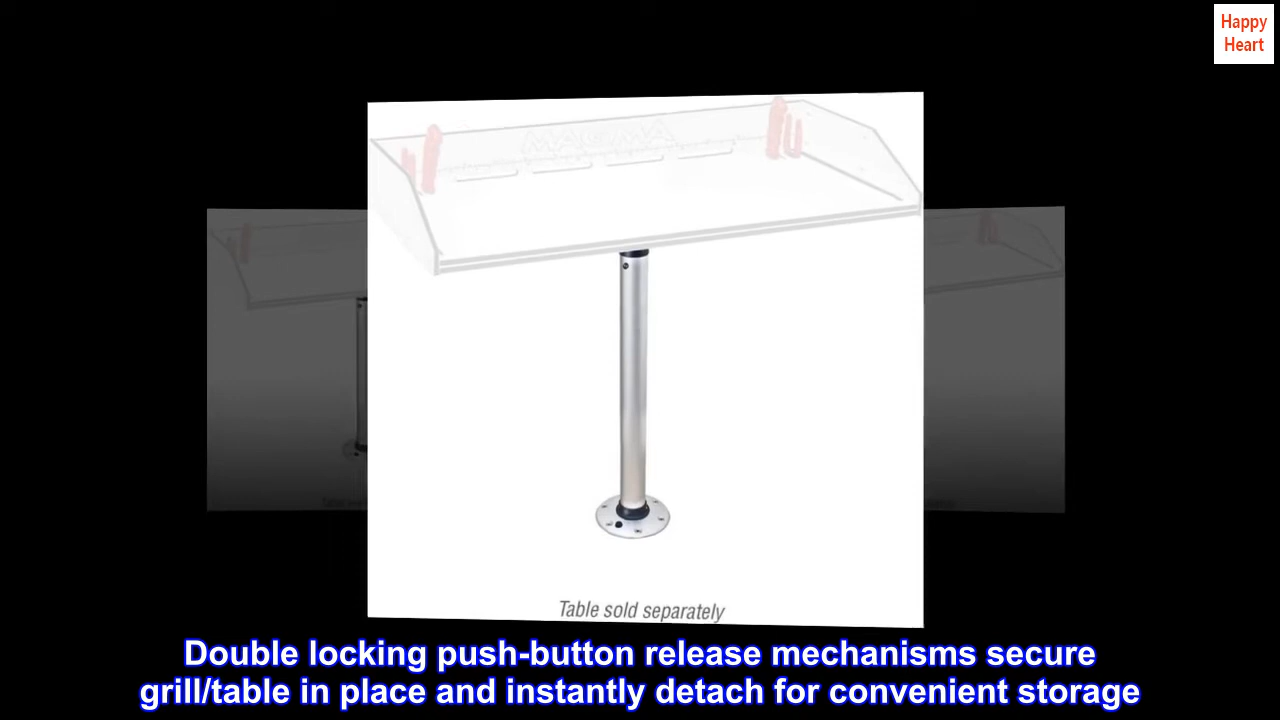 Happy
Heart
MAGMA
Table sold separately
Double locking push-button release mechanisms secure
grill/table in place and instantly detach for convenient storage